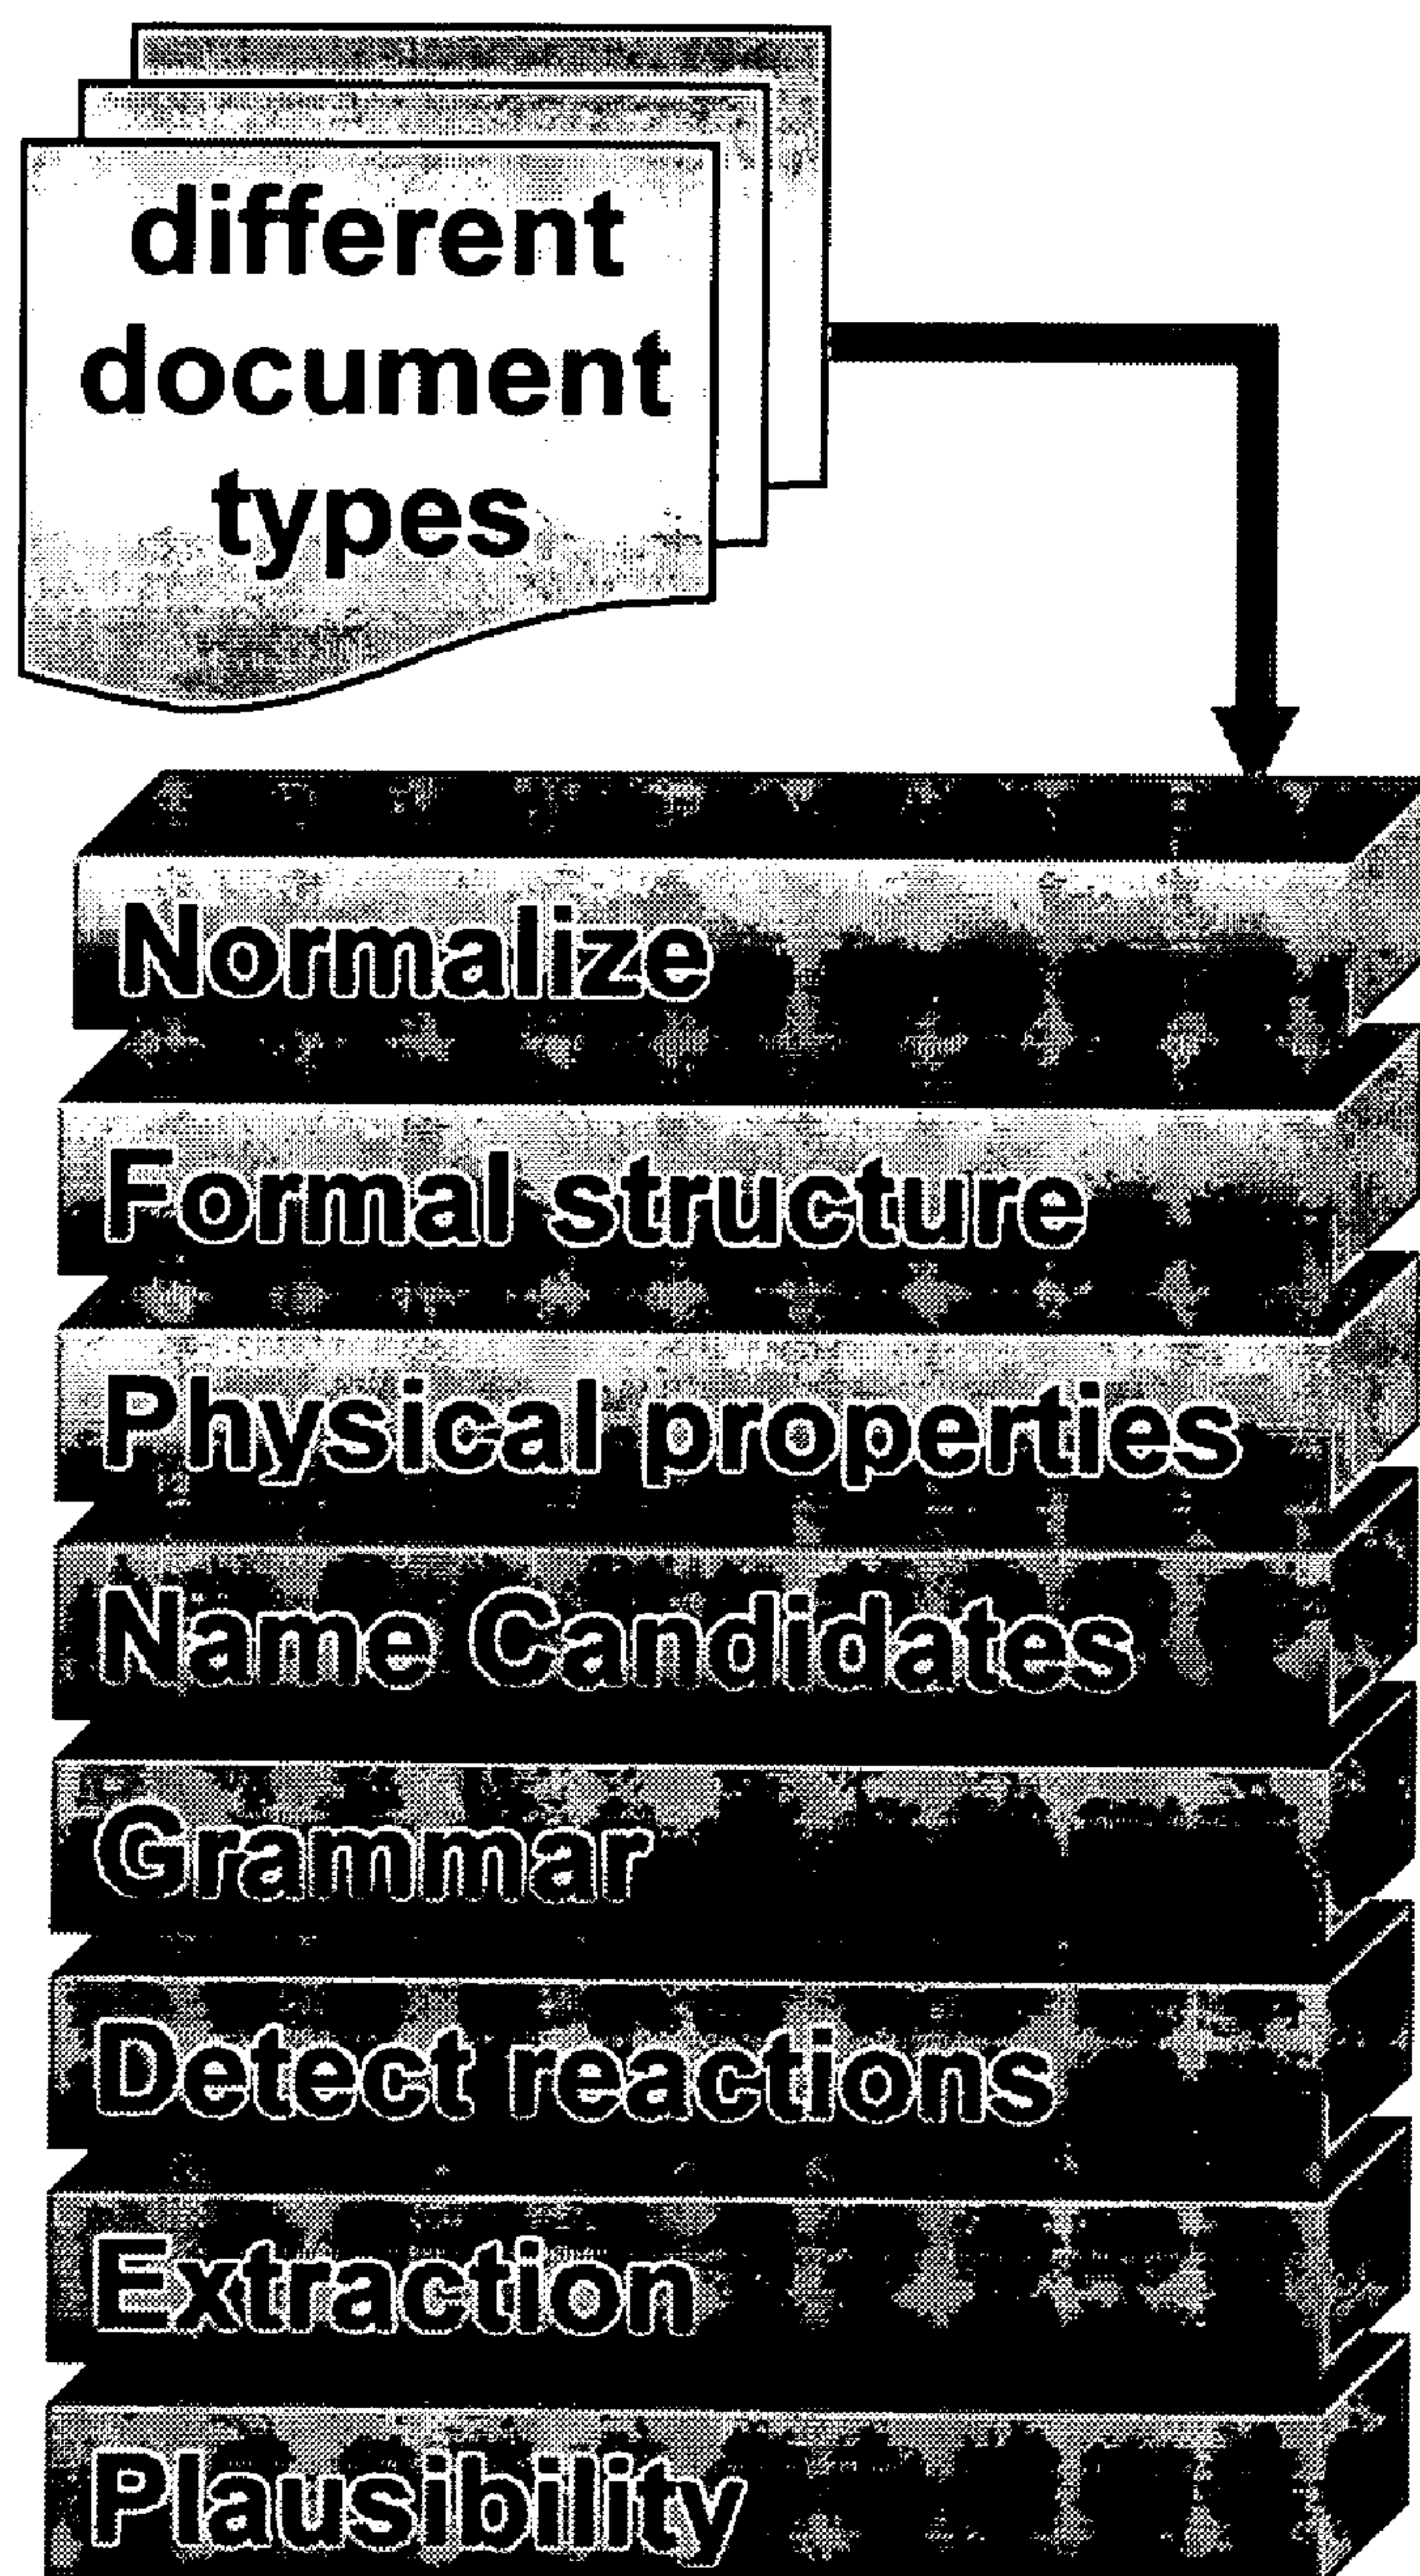 different
document
types
Normalize
Formal structure
Physical properties
Name Candidates
Grammar
Detect reactions
Extraction
Plausibility